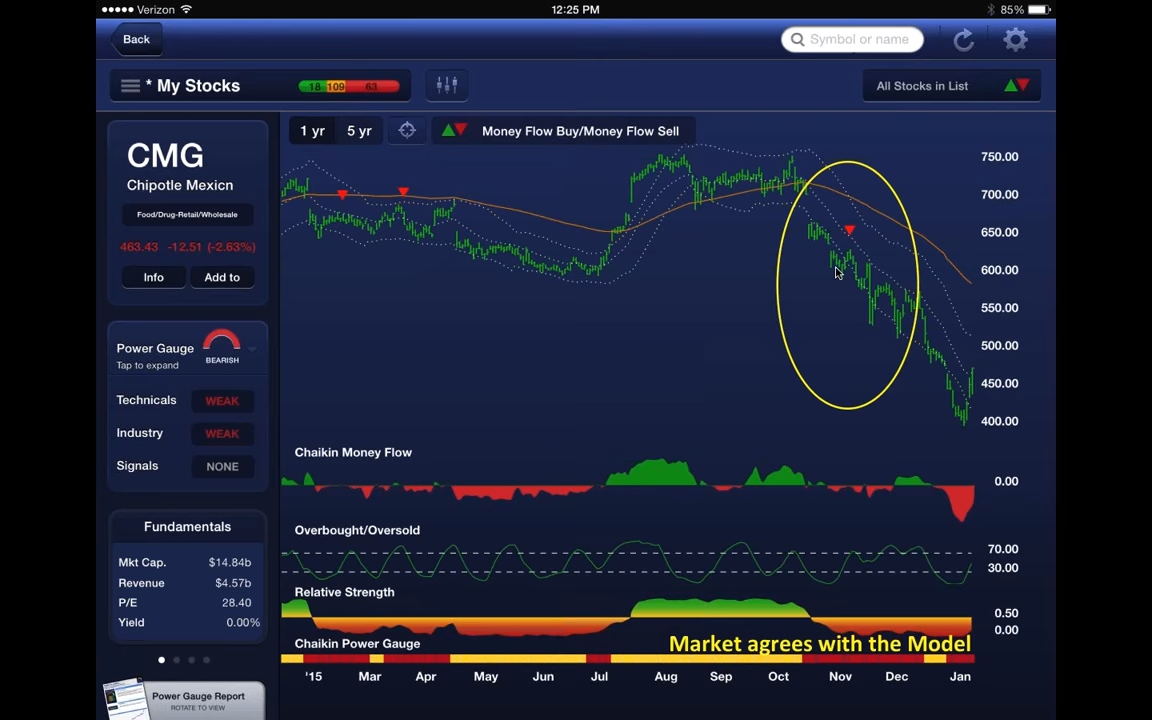 Verizon 12:25 PM 85%
Back Symbol or name
* My Stocks 18 109 63 All Stocks in List
1 yr 5 yr Money Flow Buy/Money Flow Sell
CMG
Chipotle Mexicn
Food/Drug-Retail/Wholesale
463.43 -12.51 (-2.63%)
Info Add to
Power Gauge
Tap to expand
BEARISH
Technicals WEAK
Industry WEAK
Signals NONE
Fundamentals
Mkt Cap. $14.84b
Revenue $4.57b
P/E 28.40
Yield 0.00%
Power Gauge Report
ROTATE TO VIEW
750.00
700.00
650.00
600.00
550.00
500.00
450.00
400.00
Chaikin Money Flow
0.00
Overbought/Oversold
70.00
30.00
Relative Strength
0.50
0.00
Chaikin Power Gauge
Market agrees with the Model
'15 Mar Apr May Jun Jul Aug Sep Oct Nov Dec Jan